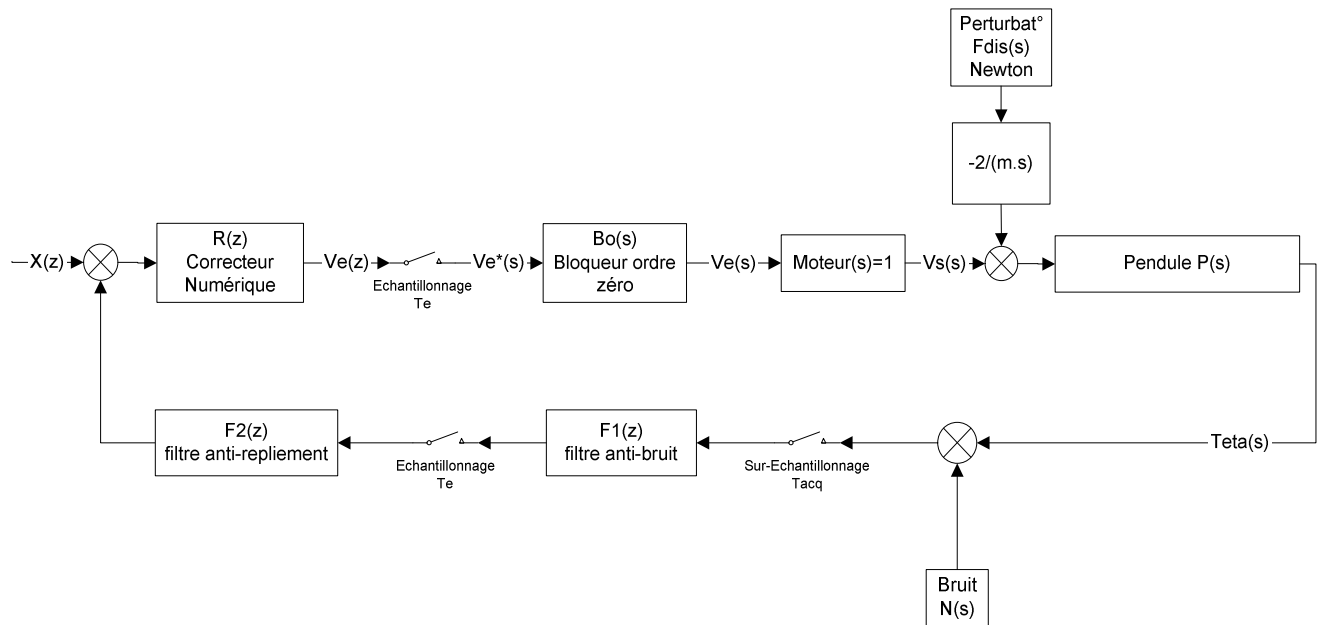 Perturbat°
Fdis(s)
Newton
-2/(m.s)
X(z)
R(z)
Correcteur
Numérique
Ve(z)
Echantillonnage
Te
Ve*(s)
Bo(s)
Bloqueur ordre
zéro
Ve(s)
Moteur(s)=1
Vs(s)
Pendule P(s)
F2(z)
filtre anti-repliement
Echantillonnage
Te
F1(z)
filtre anti-bruit
Sur-Echantillonnage
Tacq
Teta(s)
Bruit
N(s)